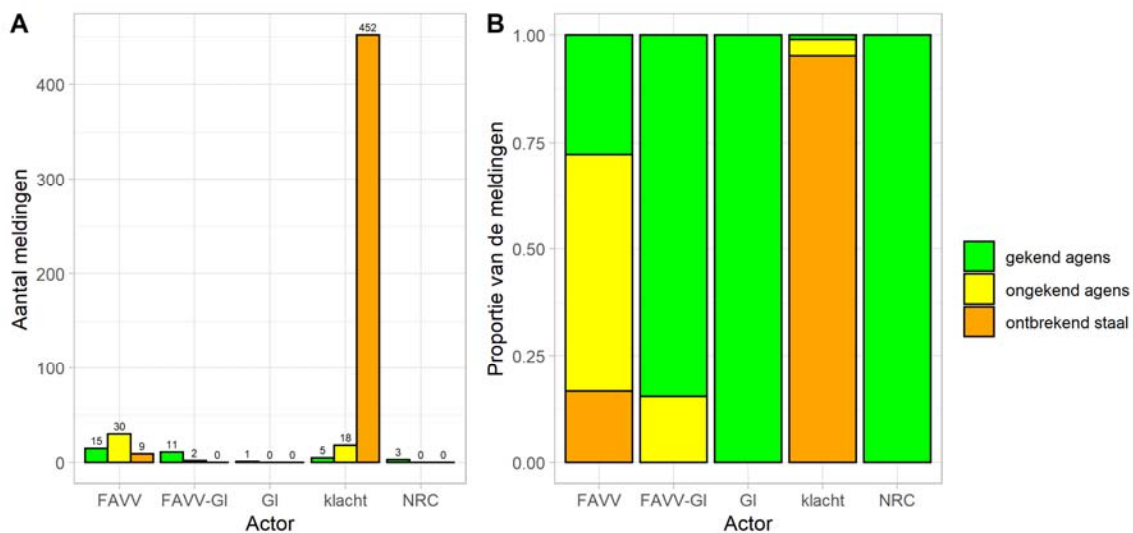 A
Aantal meldingen
400
300
200
100
0
15
30
9
11
2
0
1
0
0
5
18
452
3
0
0
FAVV
FAVV-GI
GI
klacht
NRC
Actor
B
Proportie van de meldingen
1.00
0.75
0.50
0.25
0.00
FAVV
FAVV-GI
GI
klacht
NRC
Actor
gekend agens
ongekend agens
ontbrekend staal